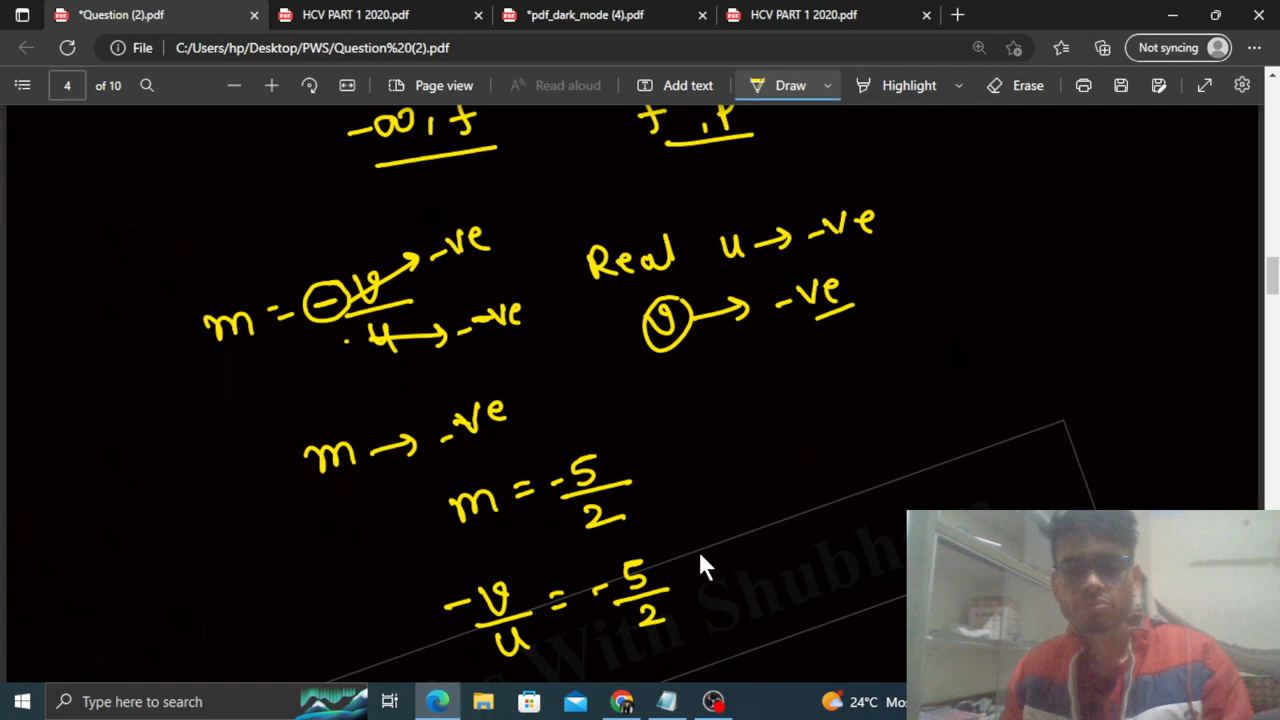 *Question (2).pdf
HCV PART 1 2020.pdf
*pdf_dark_mode (4).pdf
HCV PART 1 2020.pdf
File
C:/Users/hp/Desktop/PWS/Question%20(2).pdf
Not syncing
4 of 10
Page view
Read aloud
Add text
Draw
Highlight
Erase
-∞, f
f, P
m = -v/u
→ -ve
→ -ve
Real u → -ve
v → -ve
m → -ve
m = -5/2
-v/u = -5/2
With Shubh
Type here to search
24°C